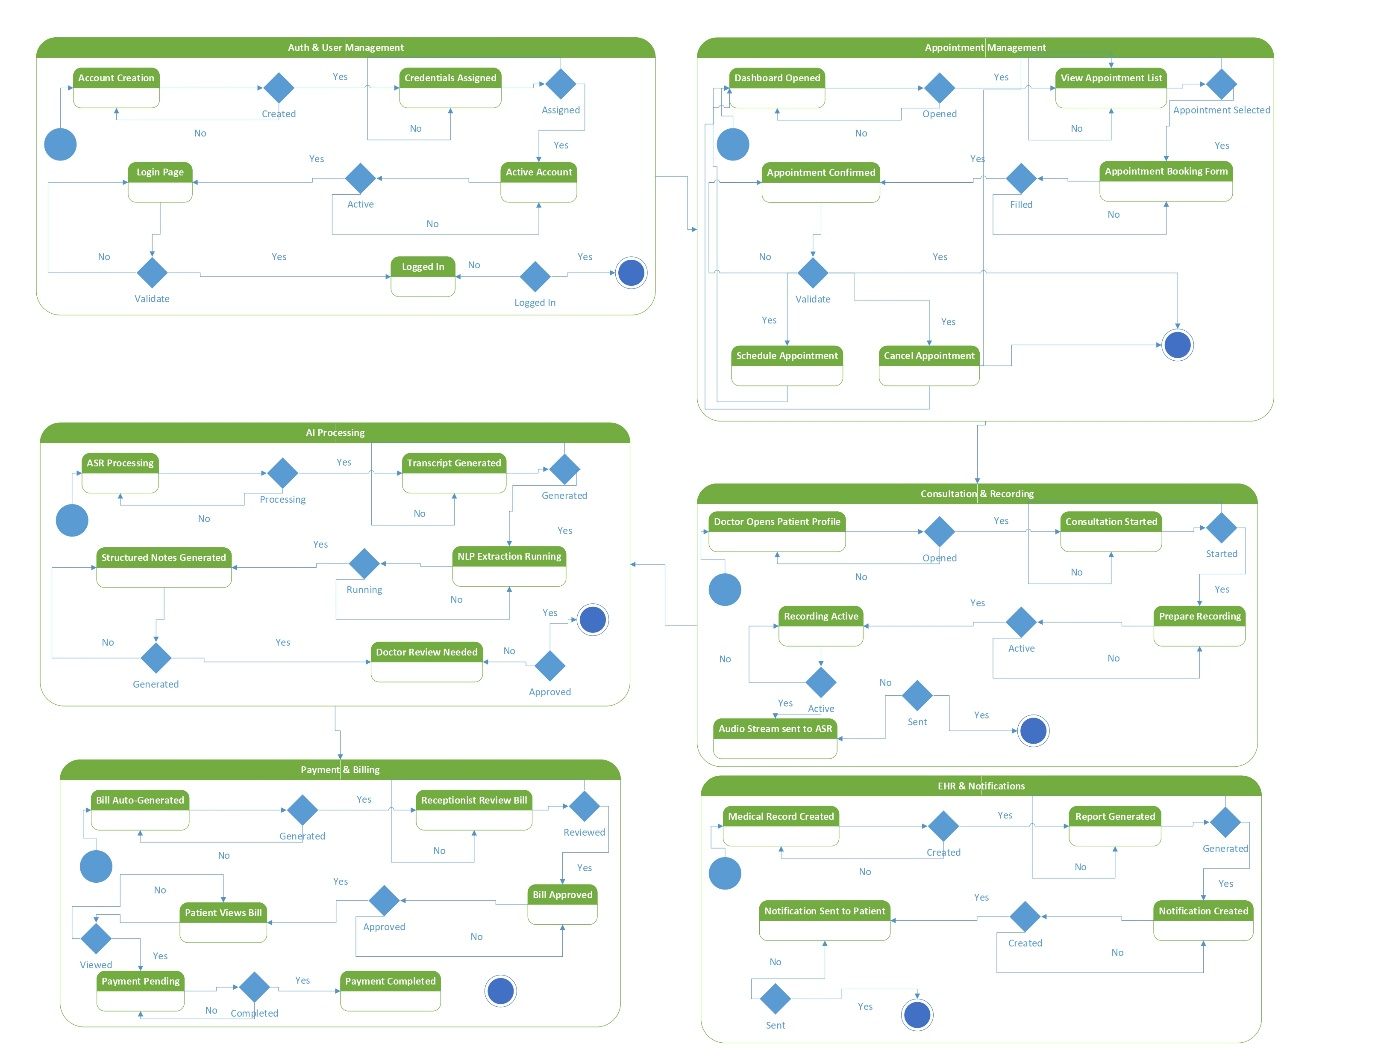 Auth & User Management
Account Creation
Created
Yes
No
Credentials Assigned
No
Assigned
Yes
Login Page
Yes
Active
Active Account
No
No
Validate
Yes
Logged In
No
Logged In
Yes
Appointment Management
Dashboard Opened
Opened
Yes
No
View Appointment List
No
Appointment Selected
Yes
Appointment Confirmed
Yes
Filled
Appointment Booking Form
No
No
Validate
Yes
Yes
Yes
Schedule Appointment
Cancel Appointment
AI Processing
ASR Processing
Processing
Yes
No
Transcript Generated
No
Generated
Yes
Structured Notes Generated
Yes
Running
NLP Extraction Running
No
No
Generated
Yes
Doctor Review Needed
No
Approved
Yes
Consultation & Recording
Doctor Opens Patient Profile
Opened
Yes
No
Consultation Started
No
Started
Yes
Recording Active
Yes
Active
Prepare Recording
No
No
Active
Yes
Audio Stream sent to ASR
No
Sent
Yes
Payment & Billing
Bill Auto-Generated
Generated
Yes
No
Receptionist Review Bill
No
Reviewed
Yes
No
Patient Views Bill
Yes
Approved
Bill Approved
No
Viewed
Yes
Payment Pending
No
Completed
Yes
Payment Completed
EHR & Notifications
Medical Record Created
Created
Yes
No
Report Generated
No
Generated
Yes
Notification Sent to Patient
Yes
Created
Notification Created
No
No
Sent
Yes